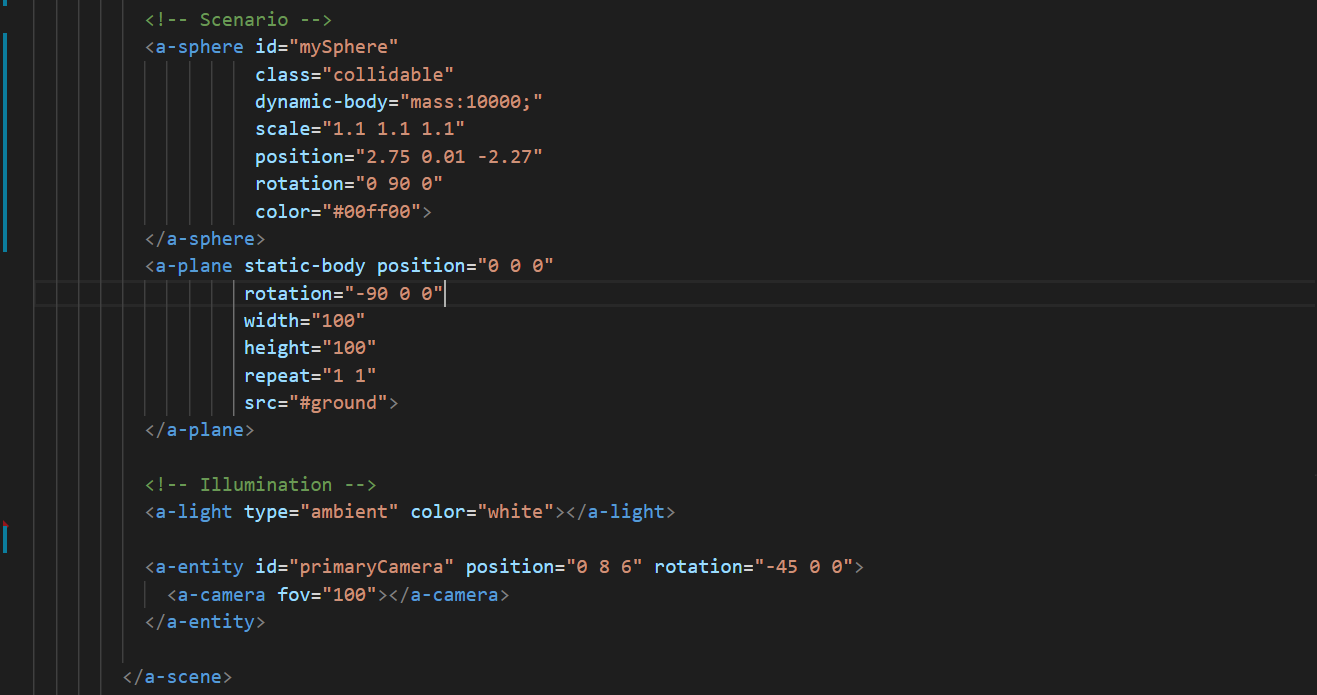 <!-- Scenario -->
<a-sphere id="mySphere"
class="collidable"
dynamic-body="mass:10000;"
scale="1.1 1.1 1.1"
position="2.75 0.01 -2.27"
rotation="0 90 0"
color="#00ff00">
</a-sphere>
<a-plane static-body position="0 0 0"
rotation="-90 0 0"
width="100"
height="100"
repeat="1 1"
src="#ground">
</a-plane>
<!-- Illumination -->
<a-light type="ambient" color="white"></a-light>
<a-entity id="primaryCamera" position="0 8 6" rotation="-45 0 0">
<a-camera fov="100"></a-camera>
</a-entity>
</a-scene>